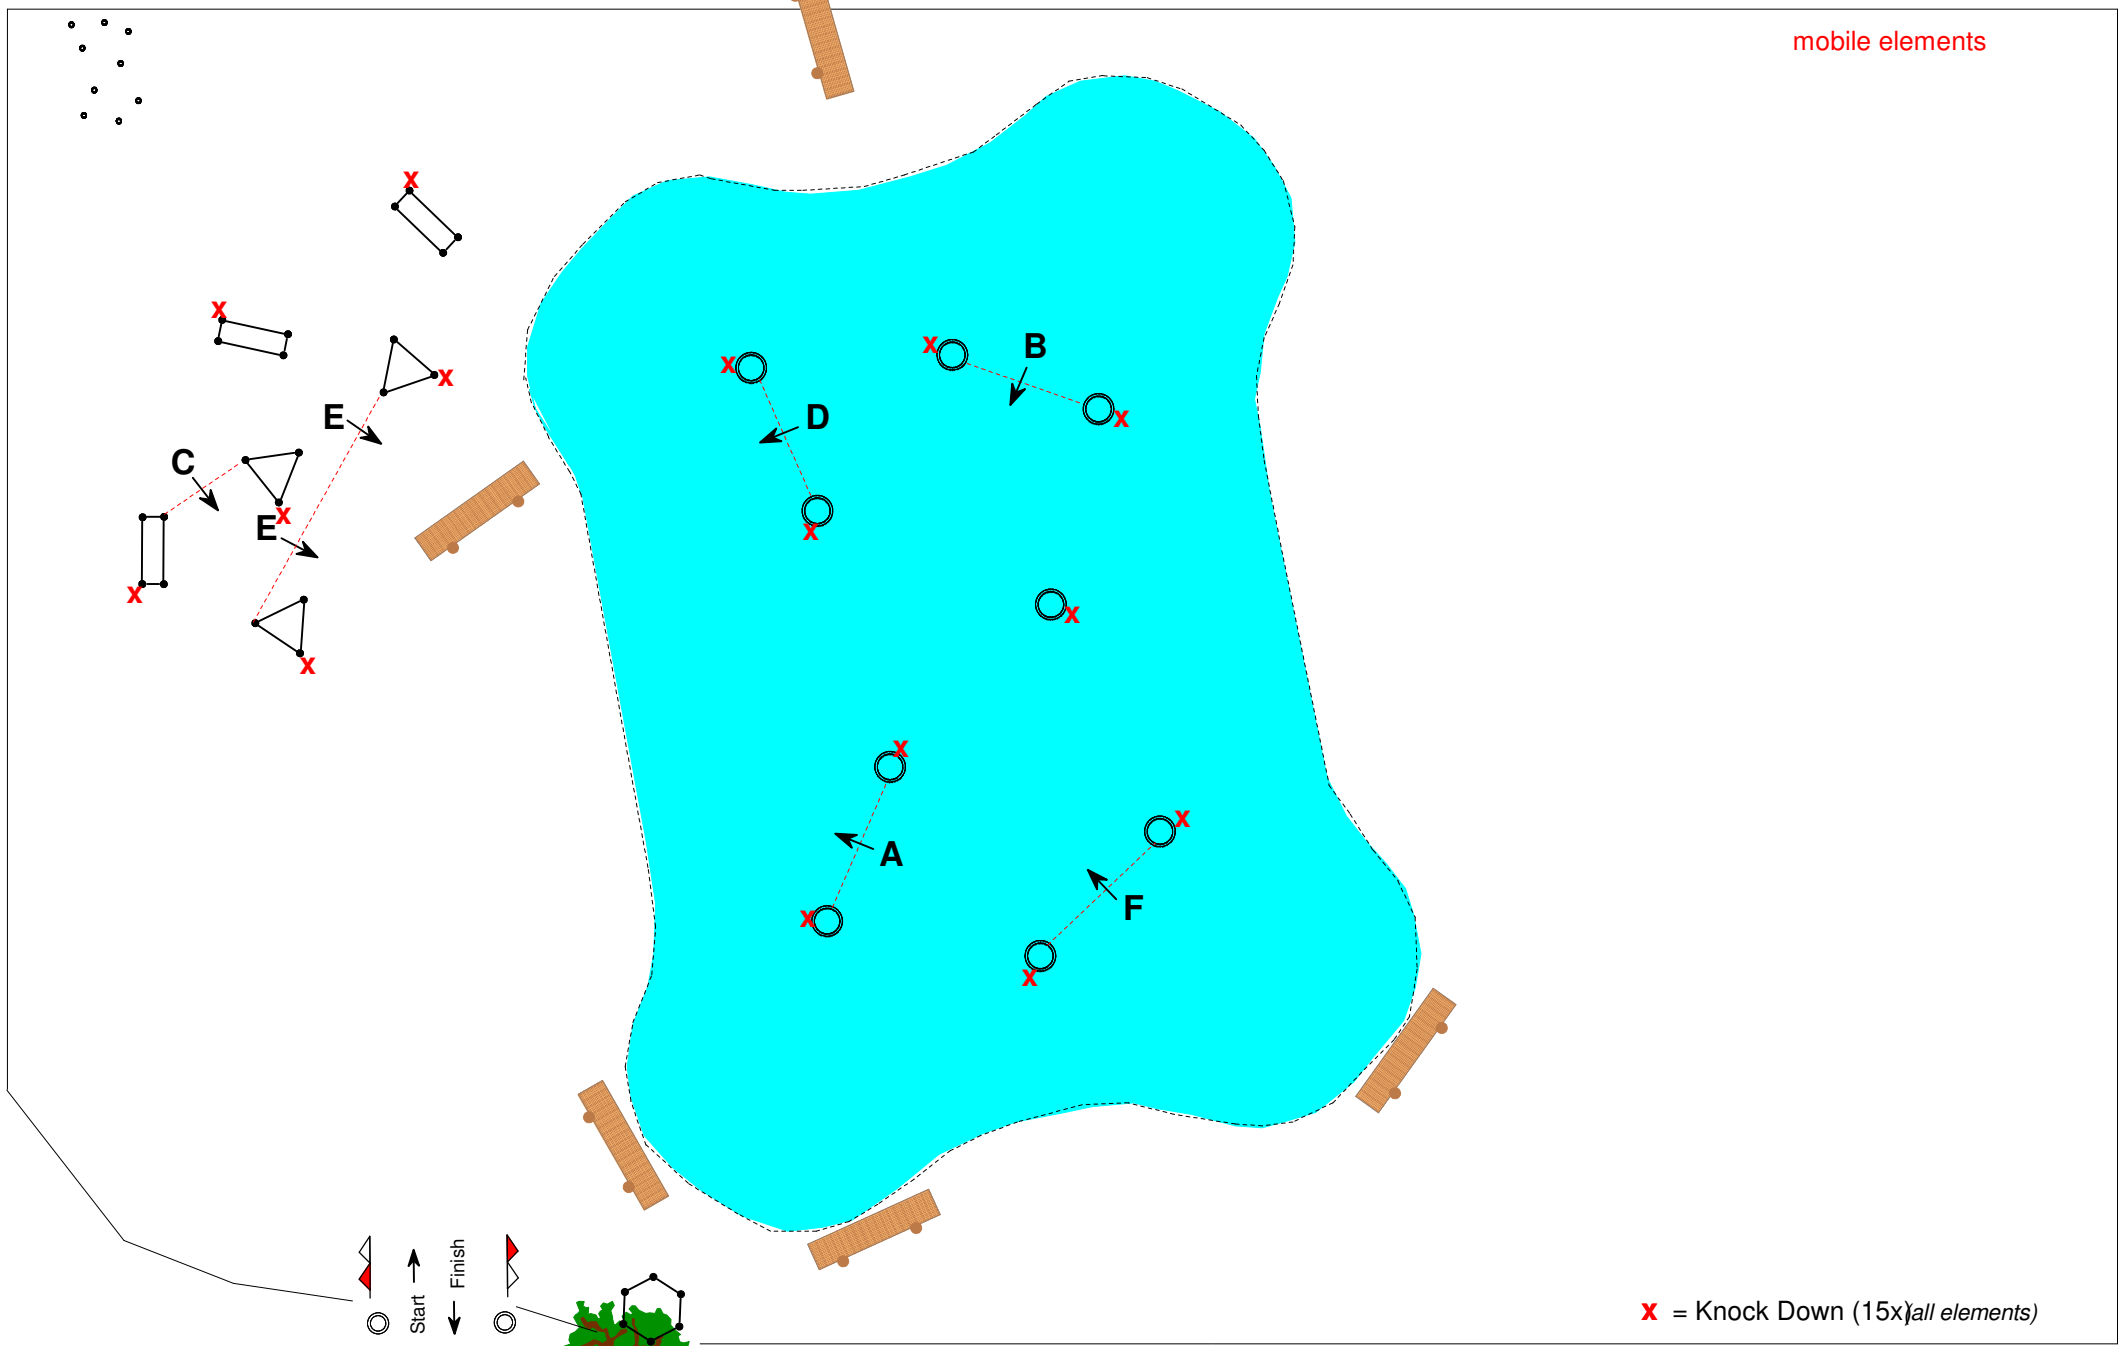 mobile elements
x
x
B
x
x
x
x
D
E
x
C
x
E
x
x
x
x
x
x
A
F
x
x
Finish
Start
x = Knock Down (15x)(all elements)